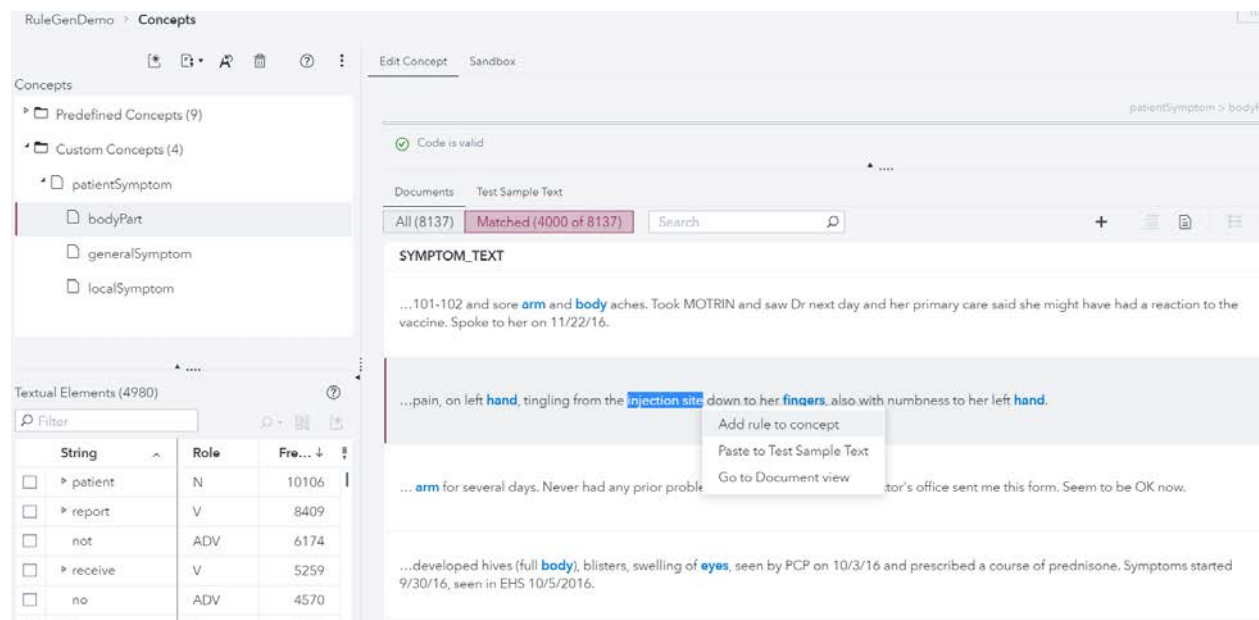 RuleGenDemo > Concepts
Edit Concept Sandbox
Concepts
Predefined Concepts (9)
Custom Concepts (4)
patientSymptom
bodyPart
generalSymptom
localSymptom
patientSymptom >
Code is valid
Documents Test Sample Text
All (8137) Matched (4000 of 8137) Search
SYMPTOM_TEXT
...101-102 and sore arm and body aches. Took MOTRIN and saw Dr next day and her primary care said she might have had a reaction to the
vaccine. Spoke to her on 11/22/16.
...pain, on left hand, tingling from the injection site down to her fingers, also with numbness to her left hand.
Add rule to concept
Paste to Test Sample Text
Go to Document view
... arm for several days. Never had any prior office sent me this form. Seem to be OK now.
...developed hives (full body), blisters, swelling of eyes, seen by PCP on 10/3/16 and prescribed a course of prednisone. Symptoms started
9/30/16, seen in EHS 10/5/2016.
Textual Elements (4980)
Filter
String Role Fre...
patient N 10106
report V 8409
not ADV 6174
receive V 5259
no ADV 4570